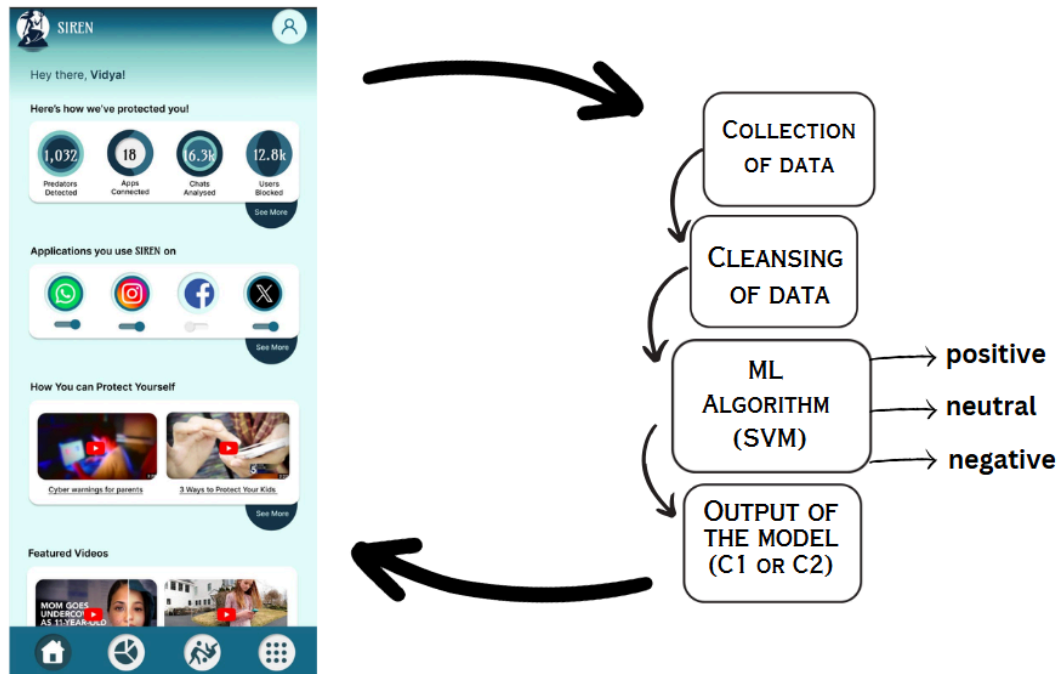 SIREN
Hey there, Vidya!
Here's how we've protected you!
1,032
18
16.3k
12.8k
Predators
Detected
Apps
Connected
Chats
Analysed
Users
Blocked
See More
Applications you use SIREN on
See More
How You can Protect Yourself
Cyber warnings for parents
3 Ways to Protect Your Kids
See More
Featured Videos
MOM GOES
UNDERCOV
AS 11-YEAR-OLD
COLLECTION
OF DATA
CLEANSING
OF DATA
ML
ALGORITHM
(SVM)
positive
neutral
negative
OUTPUT OF
THE MODEL
(C1 OR C2)